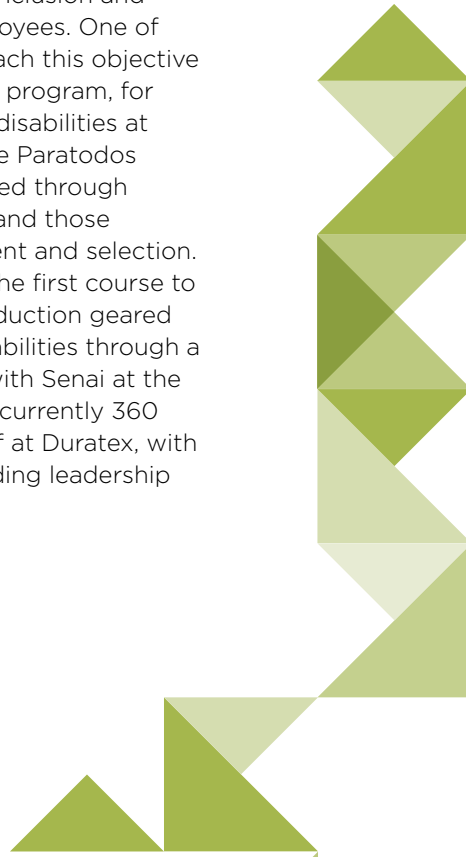 oyees. One of
ach this objective
program, for
disabilities at
e Paratodos
ed through
and those
ent and selection.
he first course to
duction geared
abilities through a
with Senai at the
currently 360
f at Duratex, with
ding leadership